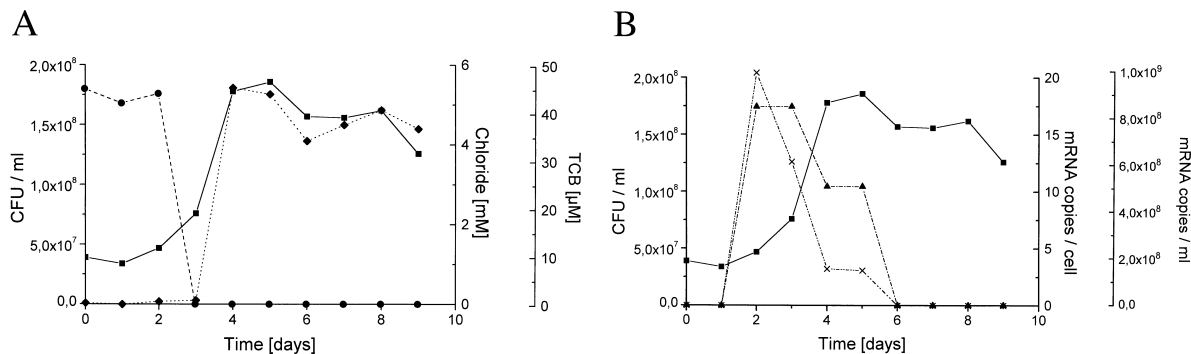 A
B
2,0x10⁸
1,5x10⁸
1,0x10⁸
5,0x10⁷
0,0
CFU / ml
0 2 4 6 8 10
Time [days]
6
4
2
0
Chloride [mM]
50
40
30
20
10
0
TCB [µM]
2,0x10⁸
1,5x10⁸
1,0x10⁸
5,0x10⁷
0,0
CFU / ml
0 2 4 6 8 10
Time [days]
20
15
10
5
0
mRNA copies / cell
1,0x10⁹
8,0x10⁸
6,0x10⁸
4,0x10⁸
2,0x10⁸
0,0
mRNA copies / ml